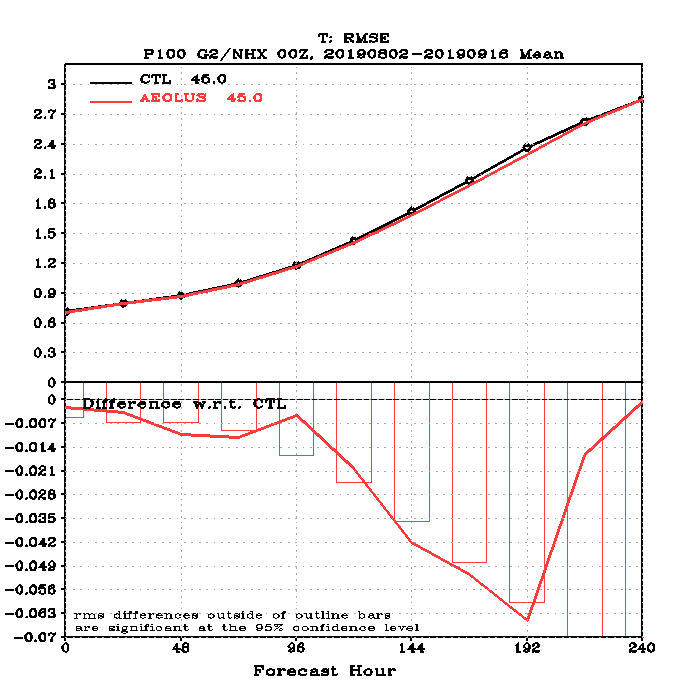 T: RMSE
P100 G2/NHX 00Z, 20190802-20190916 Mean
CTL 46.0
AEOLUS 45.0
3
2.7
2.4
2.1
1.8
1.5
1.2
0.9
0.6
0.3
0
Difference w.r.t. CTL
0
-0.007
-0.014
-0.021
-0.028
-0.035
-0.042
-0.049
-0.056
-0.063
-0.07
rms differences outside of outline bars
are significant at the 95% confidence level
0 48 96 144 192 240
Forecast Hour